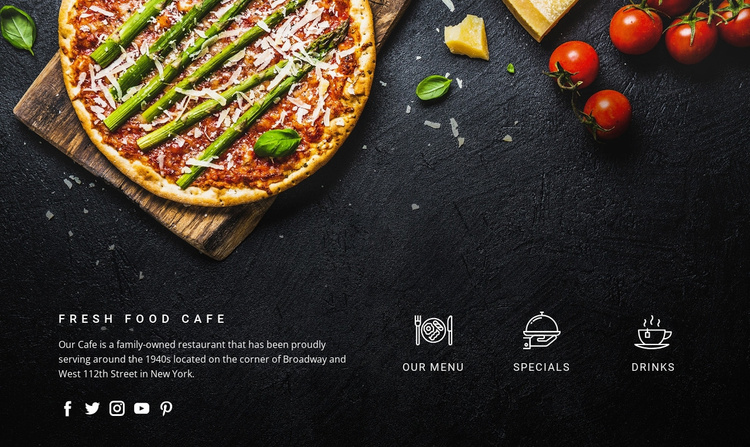 FRESH FOOD CAFE
Our Cafe is a family-owned restaurant that has been proudly
serving around the 1940s located on the corner of Broadway and
West 112th Street in New York.
OUR MENU
SPECIALS
DRINKS